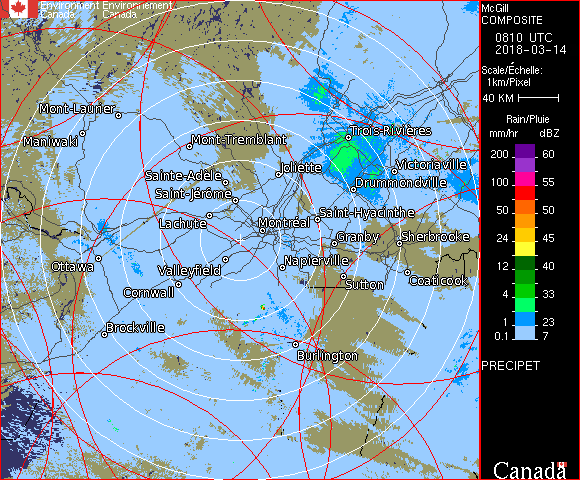 Environment Environnement
Canada Canada
McGill
COMPOSITE
0810 UTC
2018-03-14
Scale/Échelle:
1km/Pixel
40 KM
Rain/Pluie
mm/hr dBZ
200 60
100 55
50 50
24 45
12 40
4 33
1 23
0.1 7
PRECIPET
Canada
Mont-Laurier
Maniwaki
Mont-Tremblant
Trois-Rivières
Joliette
Victoriaville
Sainte-Adèle
Drummondville
Saint-Jérôme
Lachute
Saint-Hyacinthe
Montréal
Granby
Sherbrooke
Ottawa
Valleyfield
Napierville
Cornwall
Sutton
Coaticook
Brockville
Burlington